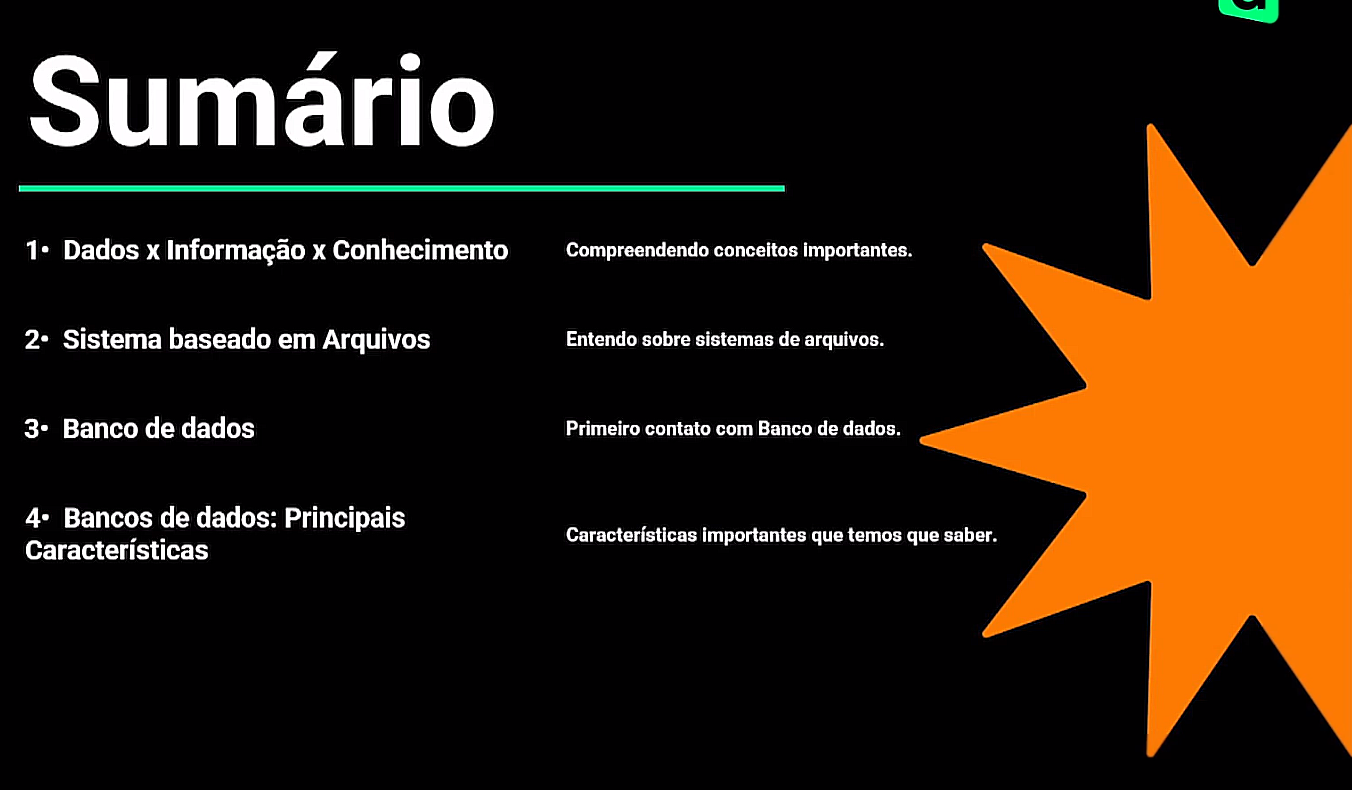 Sumário
1• Dados x Informação x Conhecimento
Compreendendo conceitos importantes.
2• Sistema baseado em Arquivos
Entendo sobre sistemas de arquivos.
3• Banco de dados
Primeiro contato com Banco de dados.
4• Bancos de dados: Principais
Características
Características importantes que temos que saber.